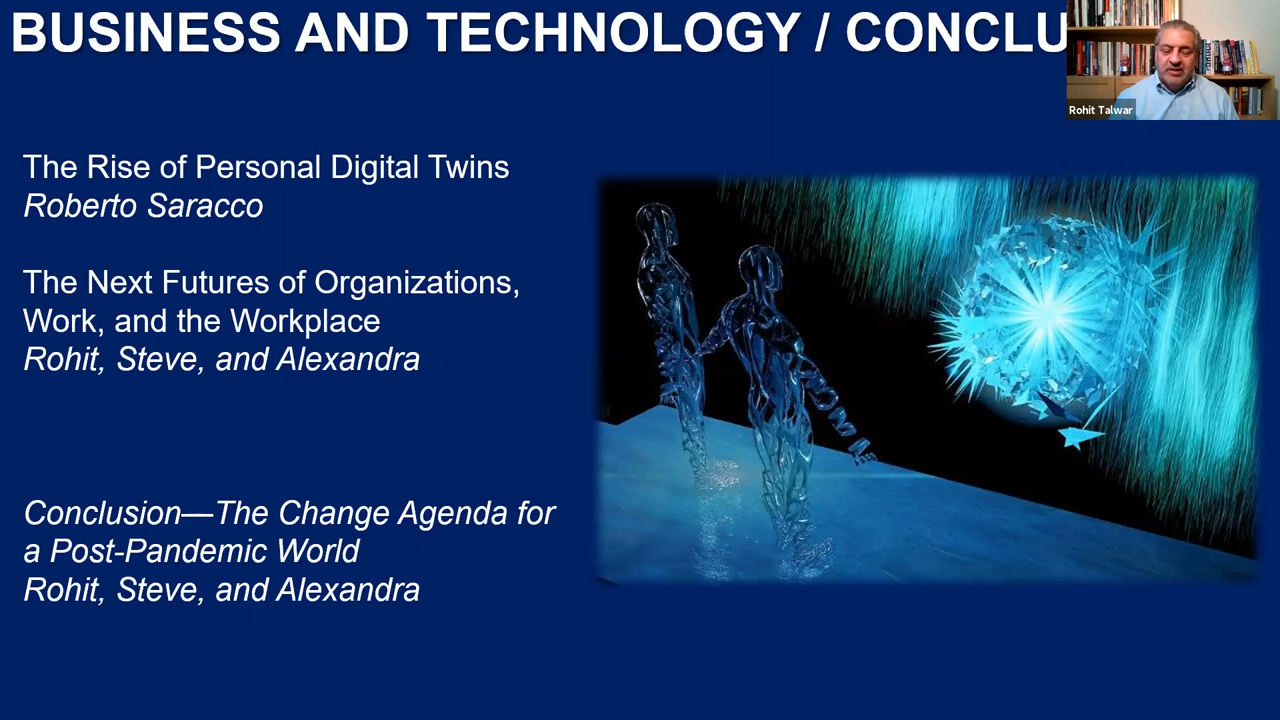 BUSINESS AND TECHNOLOGY / CONCLU
Rohit Talwar
The Rise of Personal Digital Twins
Roberto Saracco
The Next Futures of Organizations,
Work, and the Workplace
Rohit, Steve, and Alexandra
Conclusion—The Change Agenda for
a Post-Pandemic World
Rohit, Steve, and Alexandra